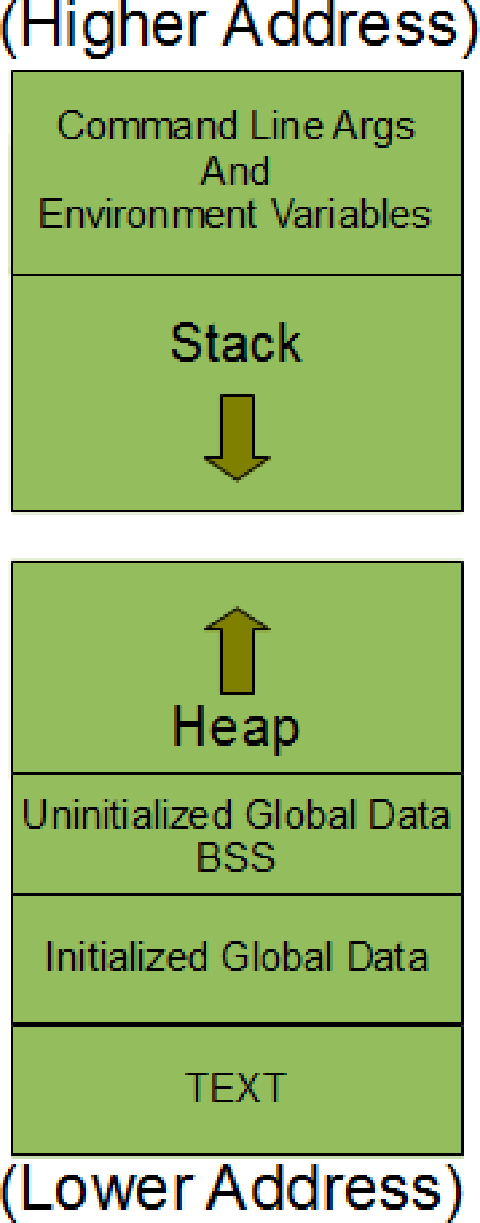 (Higher Address)
Command Line Args
And
Environment Variables
Stack
Heap
Uninitialized Global Data
BSS
Initialized Global Data
TEXT
(Lower Address)